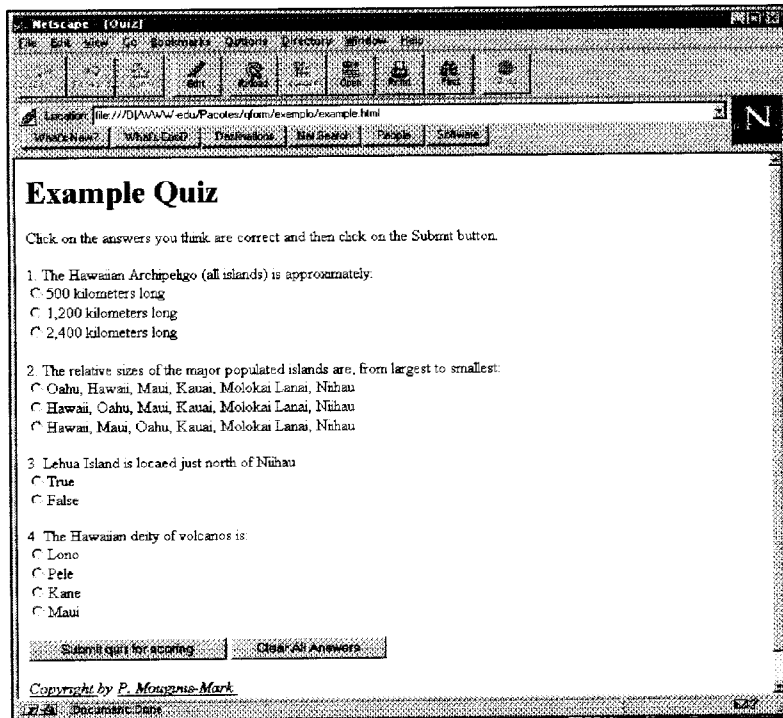 Netscape - [Quiz]
File Edit View Go Bookmarks Options Directory Window Help
Edit Reload Open Print Find
Location: file:///D|/WWW-edu/Pacotes/qform/exemplo/example.html
What's New? What's Cool? Destinations Net Search People Software
N
Example Quiz
Click on the answers you think are correct and then click on the Submit button.
1. The Hawaiian Archipelago (all islands) is approximately:
500 kilometers long
1,200 kilometers long
2,400 kilometers long
2. The relative sizes of the major populated islands are, from largest to smallest:
Oahu, Hawaii, Maui, Kauai, Molokai Lanai, Niihau
Hawaii, Oahu, Maui, Kauai, Molokai Lanai, Niihau
Hawaii, Maui, Oahu, Kauai, Molokai Lanai, Niihau
3. Lehua Island is locaed just north of Niihau
True
False
4. The Hawaiian deity of volcanos is:
Lono
Pele
Kane
Maui
Submit quiz for scoring Clear All Answers
Copyright by P. Mouginis-Mark
Document: Done